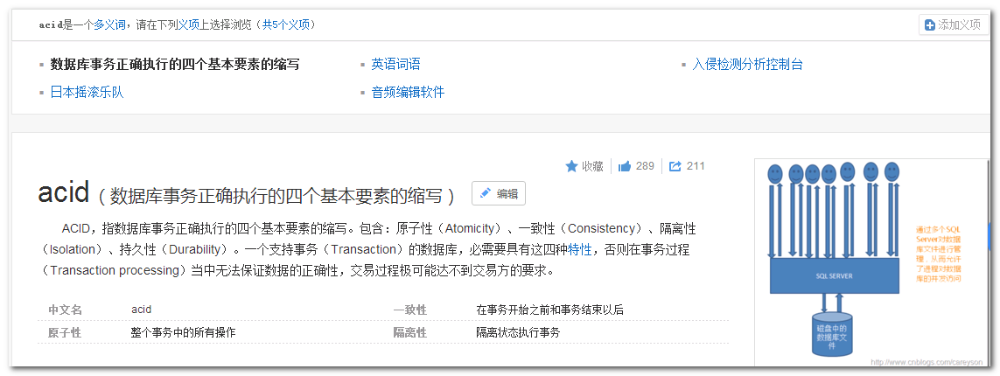 acid是一个多义词，请在下列义项上选择浏览（共5个义项）
添加义项
数据库事务正确执行的四个基本要素的缩写
英语词语
入侵检测分析控制台
日本摇滚乐队
音频编辑软件
收藏
289
211
acid（数据库事务正确执行的四个基本要素的缩写）
编辑
ACID，指数据库事务正确执行的四个基本要素的缩写。包含：原子性（Atomicity）、一致性（Consistency）、隔离性
（Isolation）、持久性（Durability）。一个支持事务（Transaction）的数据库，必需要具有这四种特性，否则在事务过程
（Transaction processing）当中无法保证数据的正确性，交易过程极可能达不到交易方的要求。
中文名 acid
一致性 在事务开始之前和事务结束以后
原子性 整个事务中的所有操作
隔离性 隔离状态执行事务
通过多个SQL
Server对数据
库文件进行管
理，从而允许
了进程对数据
库的并发访问
SQL SERVER
磁盘中的
数据库文
件
http://www.cnblogs.com/careyson